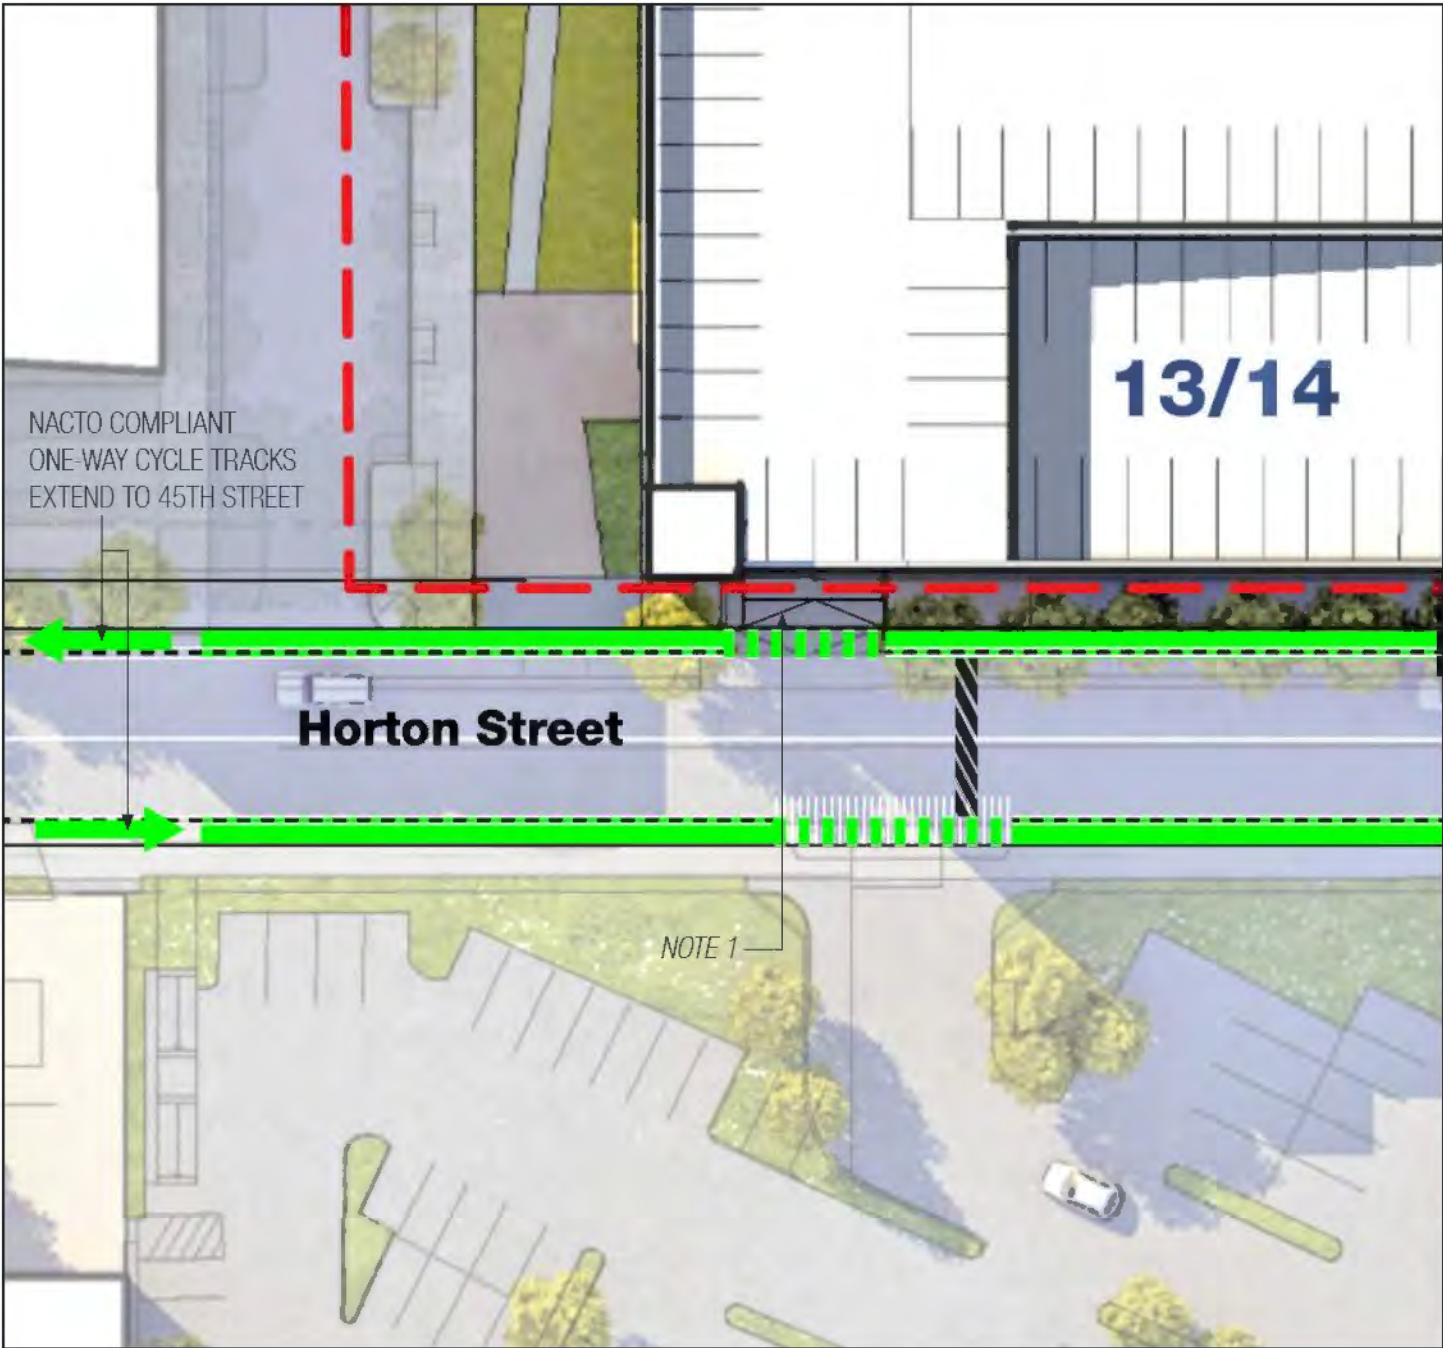 13/14
NACTO COMPLIANT
ONE-WAY CYCLE TRACKS
EXTEND TO 45TH STREET
Horton Street
NOTE 1